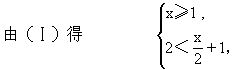 由（Ⅰ）得 { x⩾1，
2<x/2+1，